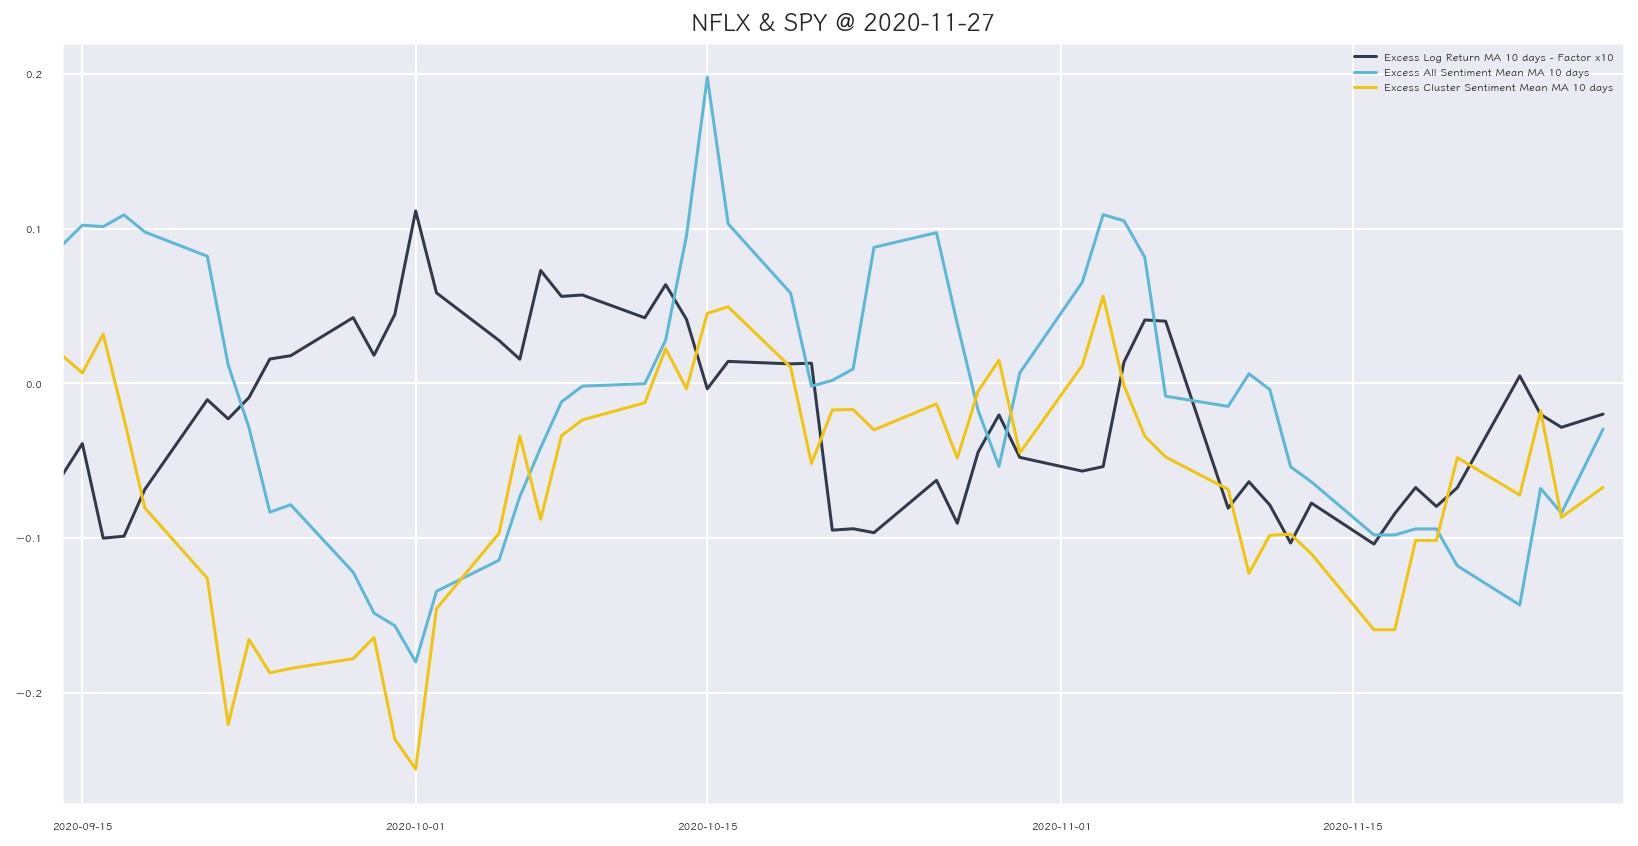 NFLX & SPY @ 2020-11-27
Excess Log Return MA 10 days - Factor x10
Excess All Sentiment Mean MA 10 days
Excess Cluster Sentiment Mean MA 10 days
0.2
0.1
0.0
−0.1
−0.2
2020-09-15
2020-10-01
2020-10-15
2020-11-01
2020-11-15